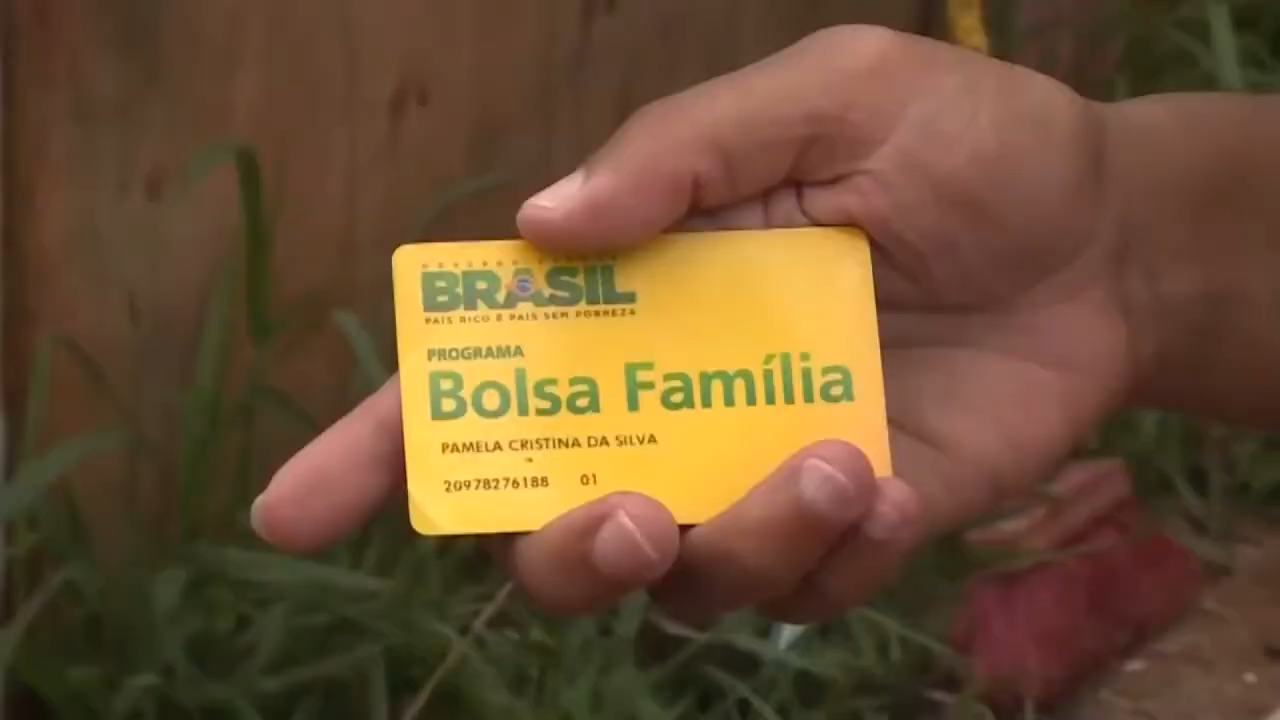 BRASIL
PAÍS RICO É PAÍS SEM POBREZA
PROGRAMA
Bolsa Família
PAMELA CRISTINA DA SILVA
20978276188 01